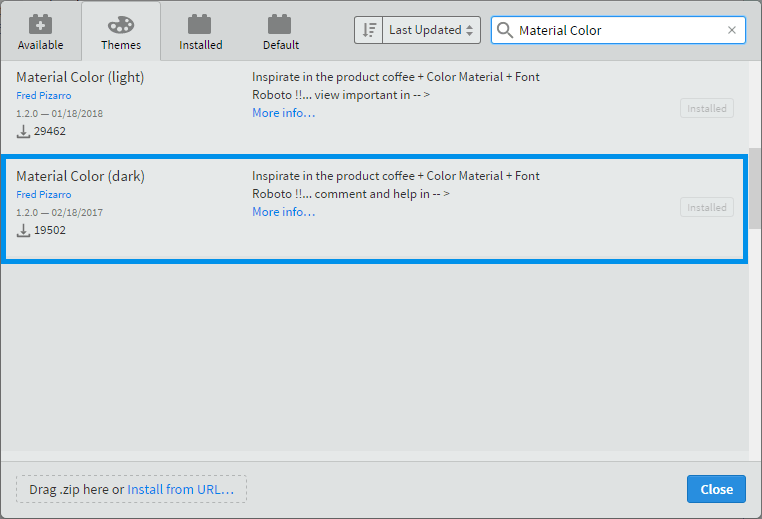 Available
Themes
Installed
Default
Last Updated
Material Color
Material Color (light)
Fred Pizarro
1.2.0 — 01/18/2018
29462
Inspirate in the product coffee + Color Material + Font
Roboto !!... view important in -- >
More info…
Installed
Material Color (dark)
Fred Pizarro
1.2.0 — 02/18/2017
19502
Inspirate in the product coffee + Color Material + Font
Roboto !!... comment and help in -- >
More info…
Installed
Drag .zip here or Install from URL…
Close